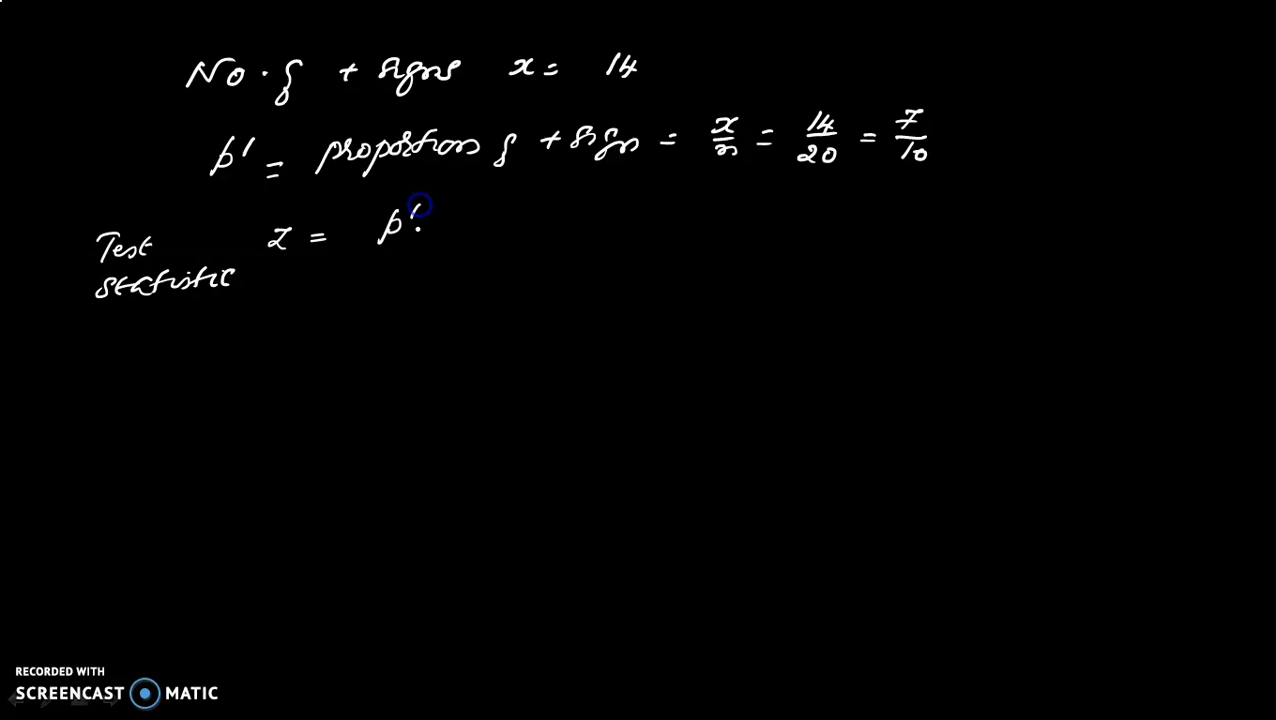 No. of + signs x = 14
p' = proportion of + sign = x/n = 14/20 = 7/10
Test statistic Z = p'
RECORDED WITH
SCREENCAST MATIC